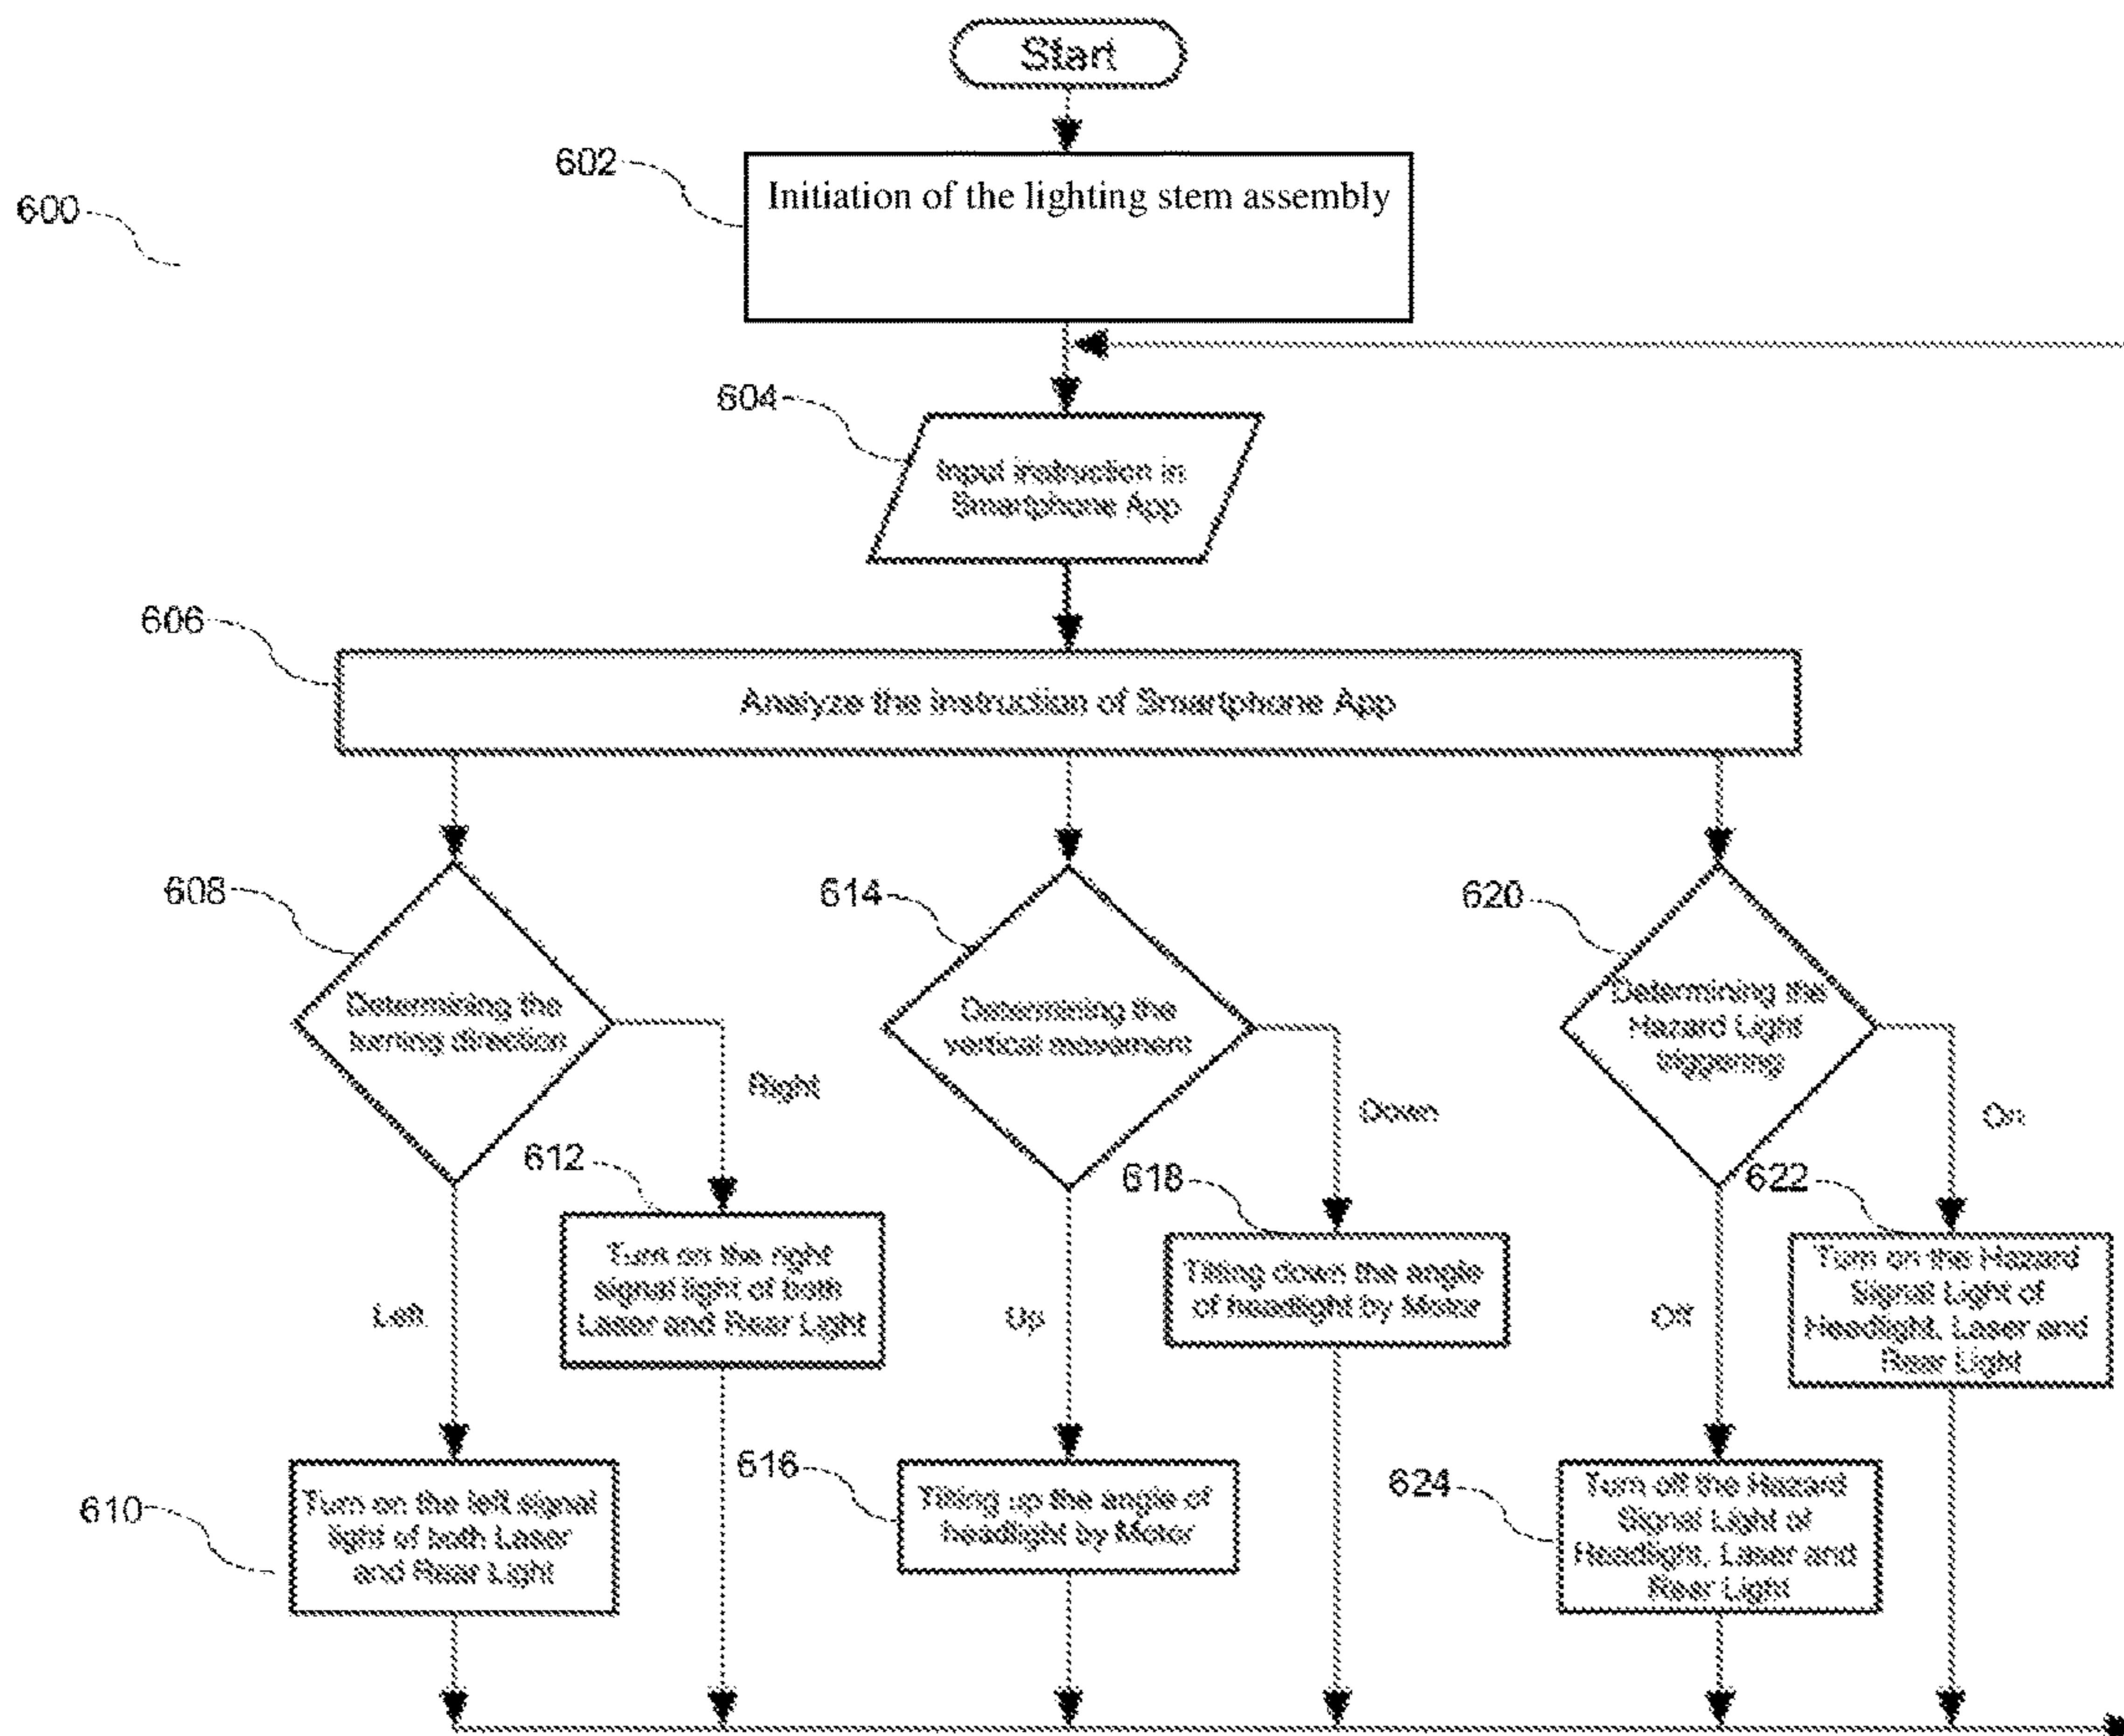 Start
602
Initiation of the lighting stem assembly
600
604
Input instruction in
Smartphone App
606
Analyze the instruction of Smartphone App
608
Determining the
turning direction
614
Determining the
vertical movement
620
Determining the
Hazard Light
triggering
Right
Down
On
612
Turn on the right
signal light of both
Laser and Rear Light
618
Tilting down the angle
of headlight by Motor
622
Turn on the Hazard
Signal Light of
Headlight, Laser and
Rear Light
Left
Up
Off
610
Turn on the left signal
light of both Laser
and Rear Light
616
Tilting up the angle of
headlight by Motor
624
Turn off the Hazard
Signal Light of
Headlight, Laser and
Rear Light